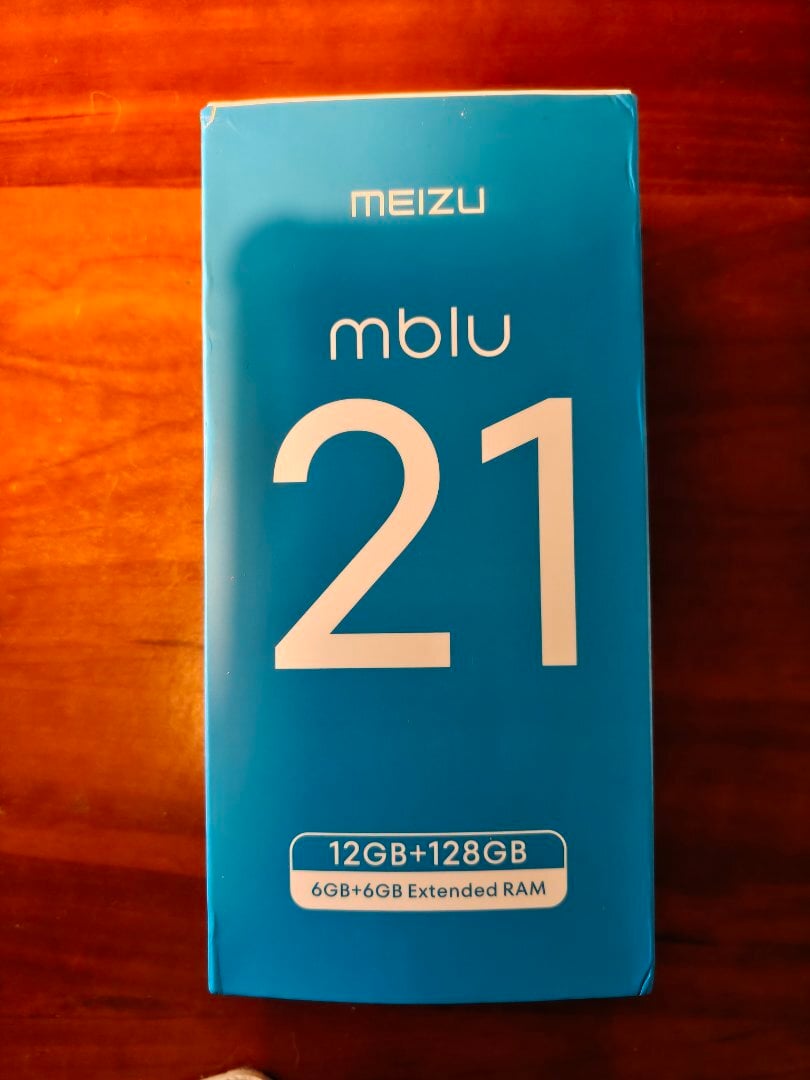 MEIZU
mblu
21
12GB+128GB
6GB+6GB Extended RAM